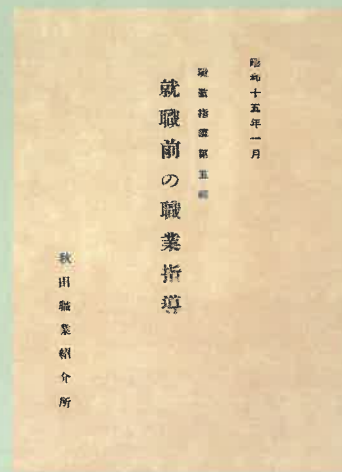 昭和十五年一月
職業指導第五輯
就職前の職業指導
秋田職業紹介所